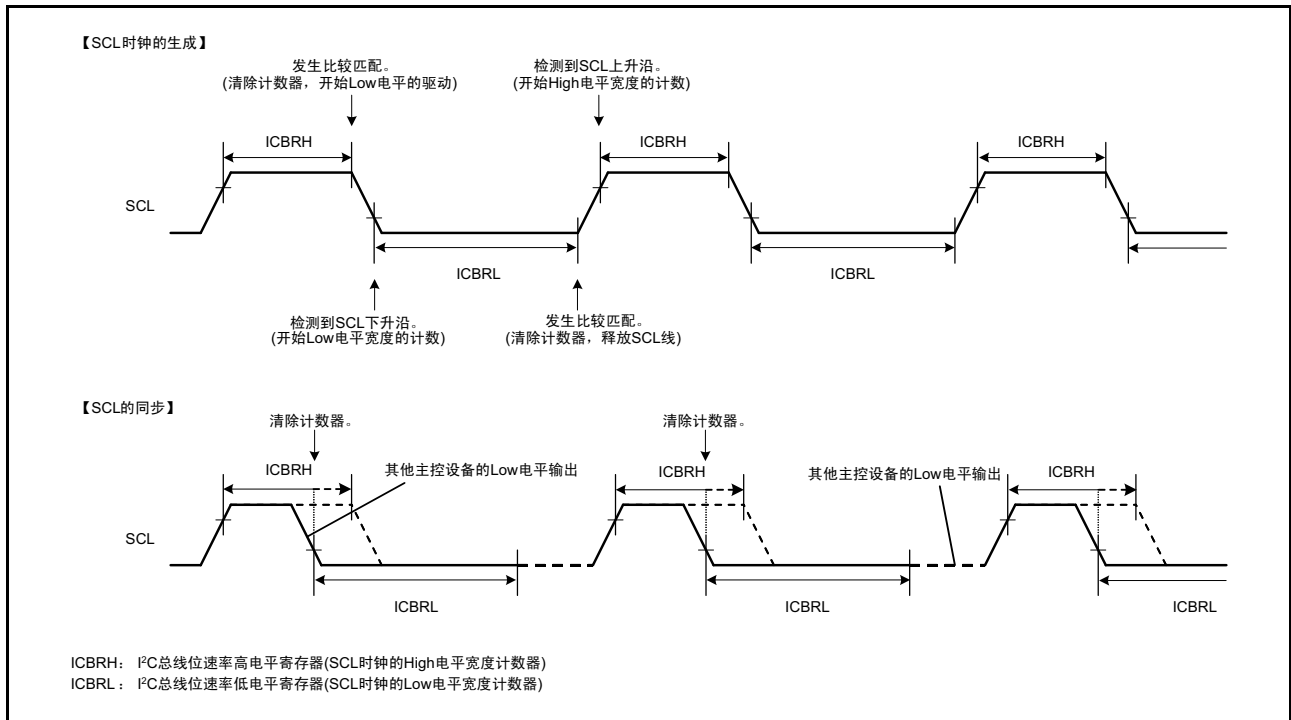 【SCL时钟的生成】
发生比较匹配。
(清除计数器，开始Low电平的驱动)
检测到SCL上升沿。
(开始High电平宽度的计数)
ICBRH
ICBRH
ICBRH
SCL
ICBRL
ICBRL
检测到SCL下升沿。
(开始Low电平宽度的计数)
发生比较匹配。
(清除计数器，释放SCL线)
【SCL的同步】
清除计数器。
清除计数器。
ICBRH
其他主控设备的Low电平输出
ICBRH
其他主控设备的Low电平输出
ICBRH
SCL
ICBRL
ICBRL
ICBRL
ICBRH： I²C总线位速率高电平寄存器(SCL时钟的High电平宽度计数器)
ICBRL： I²C总线位速率低电平寄存器(SCL时钟的Low电平宽度计数器)